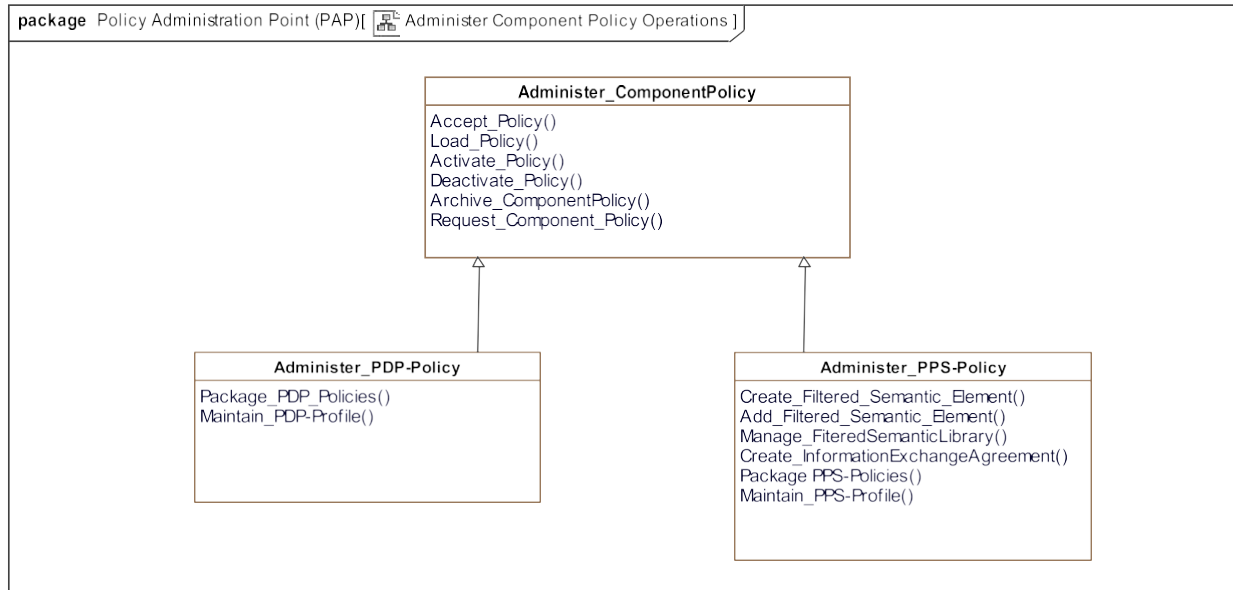 package Policy Administration Point (PAP)[ Administer Component Policy Operations ]
Administer_ComponentPolicy
Accept_Policy()
Load_Policy()
Activate_Policy()
Deactivate_Policy()
Archive_ComponentPolicy()
Request_Component_Policy()
Administer_PDP-Policy
Package_PDP_Policies()
Maintain_PDP-Profile()
Administer_PPS-Policy
Create_Filtered_Semantic_Element()
Add_Filtered_Semantic_Element()
Manage_FiteredSemanticLibrary()
Create_InformationExchangeAgreement()
Package PPS-Policies()
Maintain_PPS-Profile()